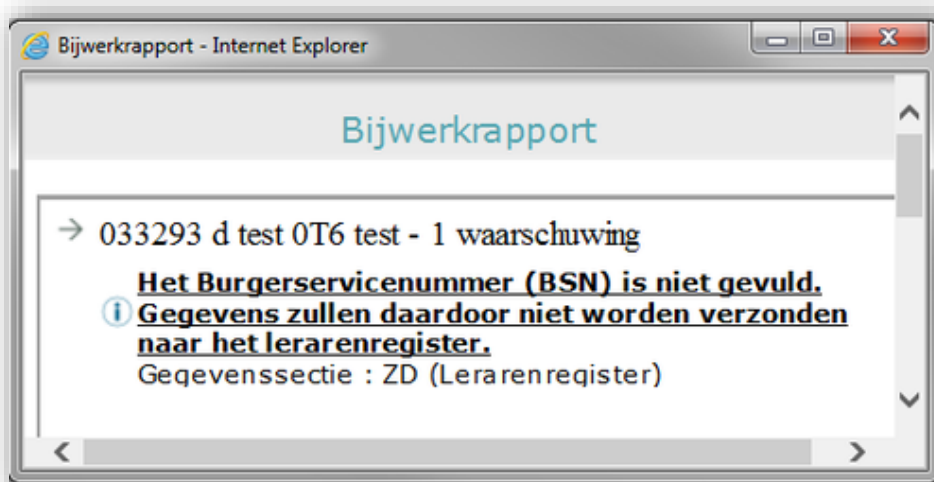 Bijwerkrapport - Internet Explorer
Bijwerkrapport
033293 d test 0T6 test - 1 waarschuwing
Het Burgerservicenummer (BSN) is niet gevuld.
Gegevens zullen daardoor niet worden verzonden
naar het lerarenregister.
Gegevenssectie : ZD (Lerarenregister)